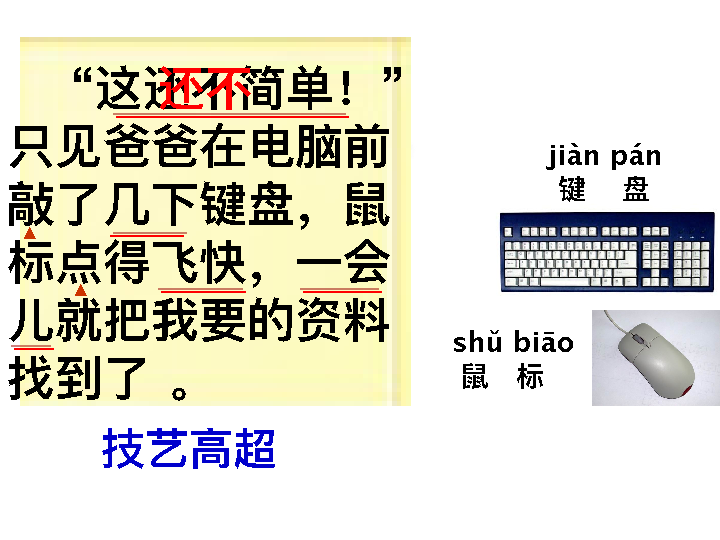 “这还不简单！”
只见爸爸在电脑前
敲了几下键盘，鼠
标点得飞快，一会
儿就把我要的资料
找到了 。
技艺高超
jiàn pán
键 盘
shǔ biāo
鼠 标